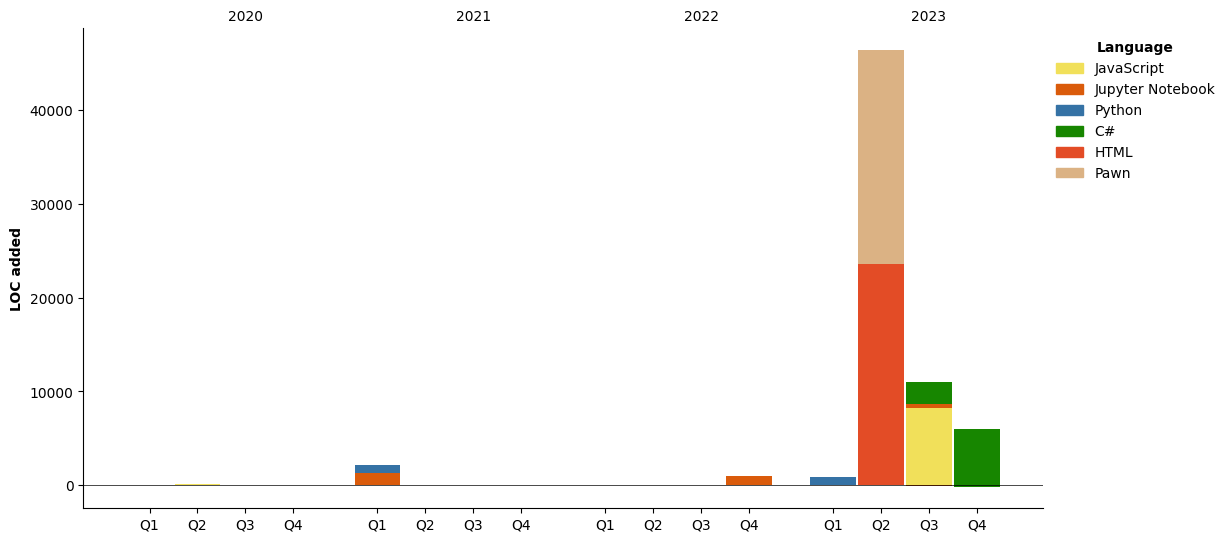 2020 2021 2022 2023
Language
JavaScript
Jupyter Notebook
Python
C#
HTML
Pawn
LOC added
40000
30000
20000
10000
0
Q1 Q2 Q3 Q4 Q1 Q2 Q3 Q4 Q1 Q2 Q3 Q4 Q1 Q2 Q3 Q4